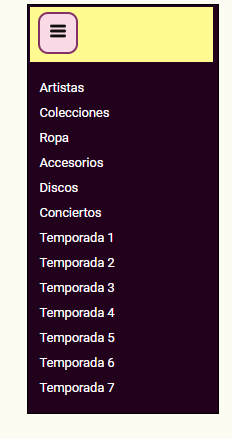 Artistas
Colecciones
Ropa
Accesorios
Discos
Conciertos
Temporada 1
Temporada 2
Temporada 3
Temporada 4
Temporada 5
Temporada 6
Temporada 7